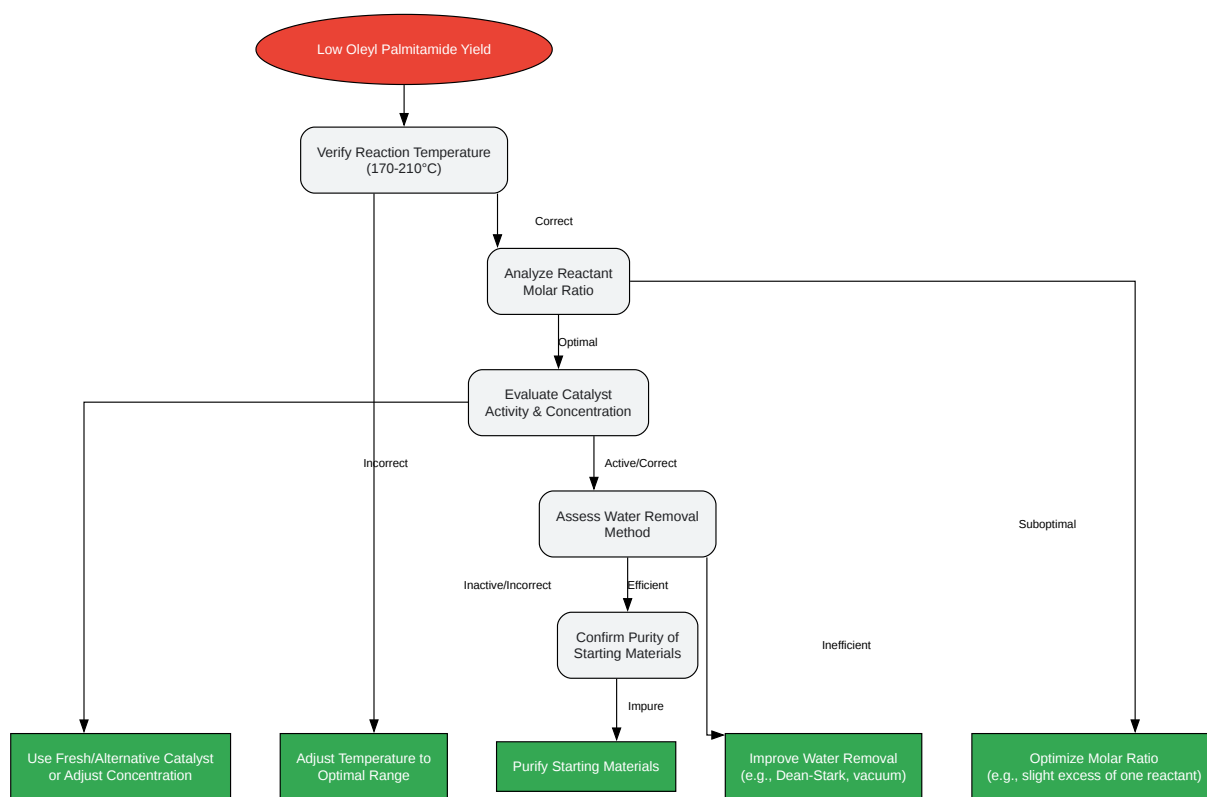 Low Oleyl Palmitamide Yield
Verify Reaction Temperature
(170-210°C)
Correct
Analyze Reactant
Molar Ratio
Optimal
Evaluate Catalyst
Activity & Concentration
Incorrect
Active/Correct
Assess Water Removal
Method
Suboptimal
Inactive/Incorrect
Efficient
Confirm Purity of
Starting Materials
Inefficient
Impure
Use Fresh/Alternative Catalyst
or Adjust Concentration
Adjust Temperature to
Optimal Range
Purify Starting Materials
Improve Water Removal
(e.g., Dean-Stark, vacuum)
Optimize Molar Ratio
(e.g., slight excess of one reactant)